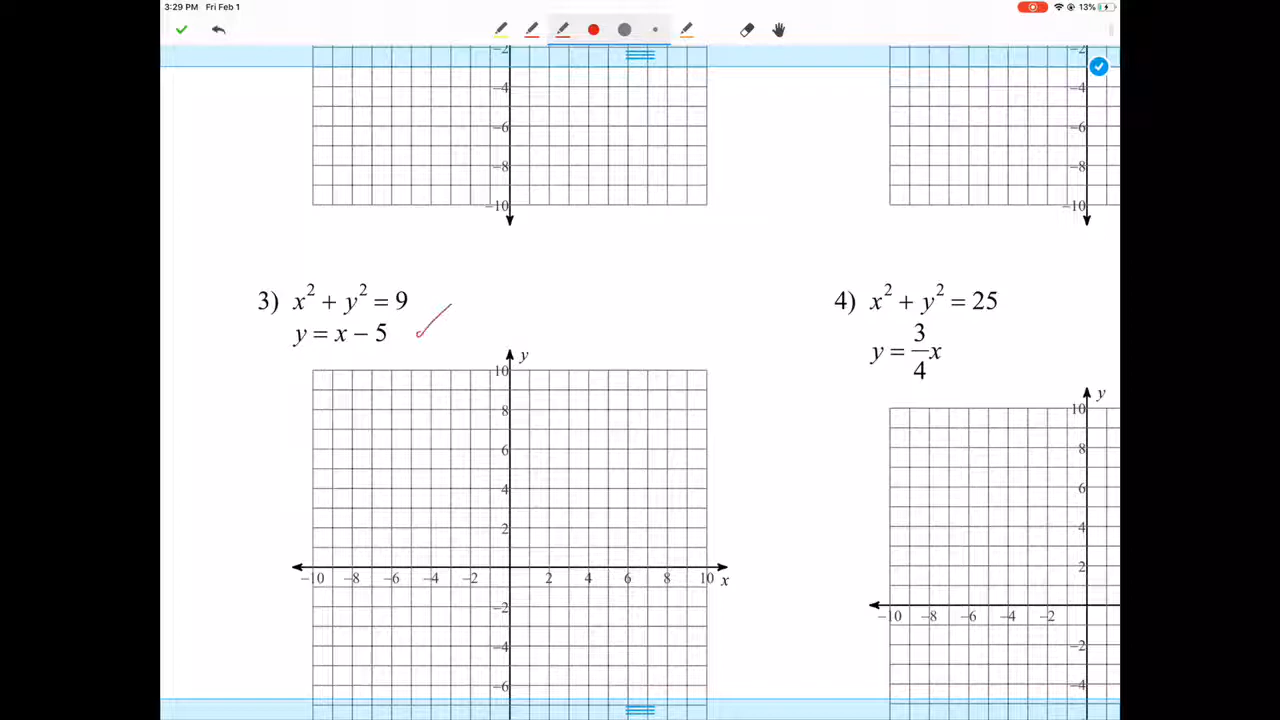 3:29 PM Fri Feb 1
13%
-2
-4
-6
-8
-10
-2
-4
-6
-8
-10
3) x² + y² = 9
y = x − 5
y
10
8
6
4
2
-10 -8 -6 -4 -2 2 4 6 8 10 x
-2
-4
-6
4) x² + y² = 25
y = 3/4 x
y
10
8
6
4
2
-10 -8 -6 -4 -2
-2
-4